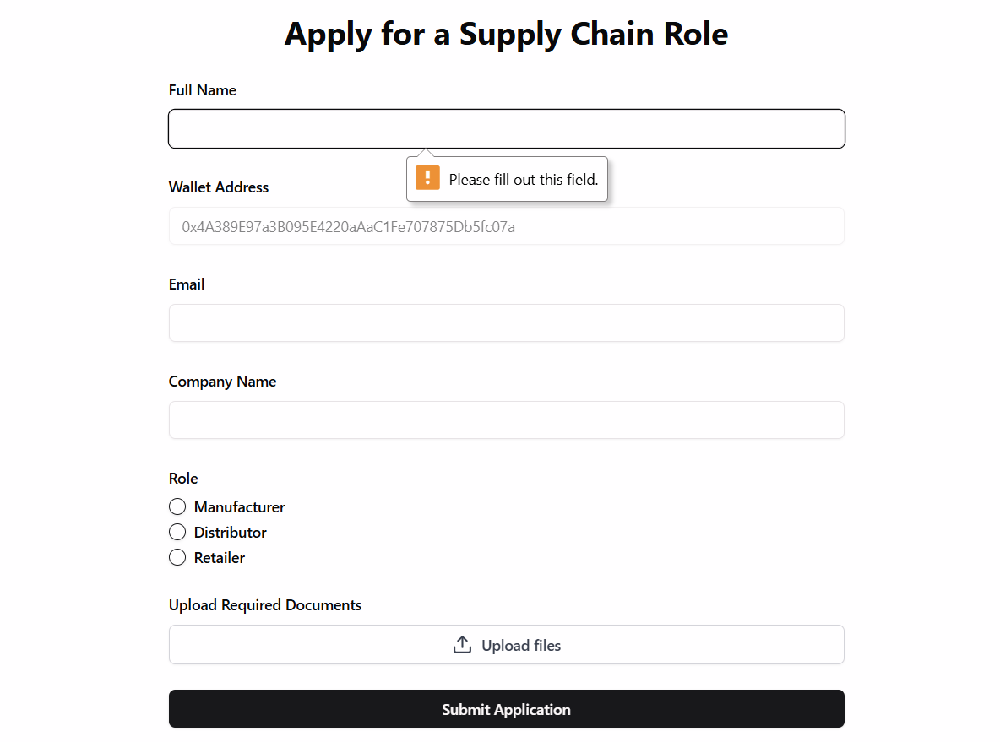 Apply for a Supply Chain Role
Full Name
Please fill out this field.
Wallet Address
0x4A389E97a3B095E4220aAaC1Fe707875Db5fc07a
Email
Company Name
Role
Manufacturer
Distributor
Retailer
Upload Required Documents
Upload files
Submit Application